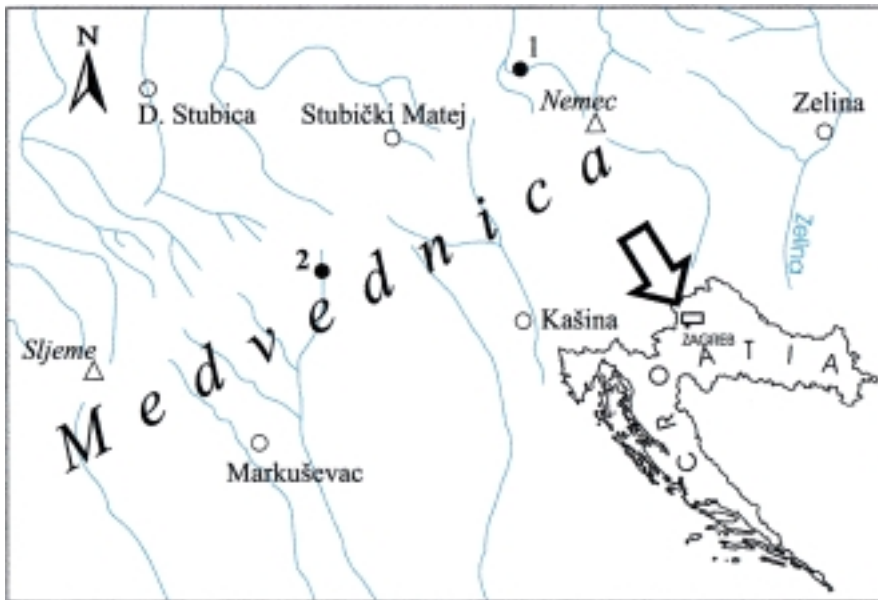 N
1
D. Stubica
Stubički Matej
Nemec
Zelina
Medvednica
Zelina
2
Kašina
Sljeme
Markuševac
ZAGREB
CROATIA